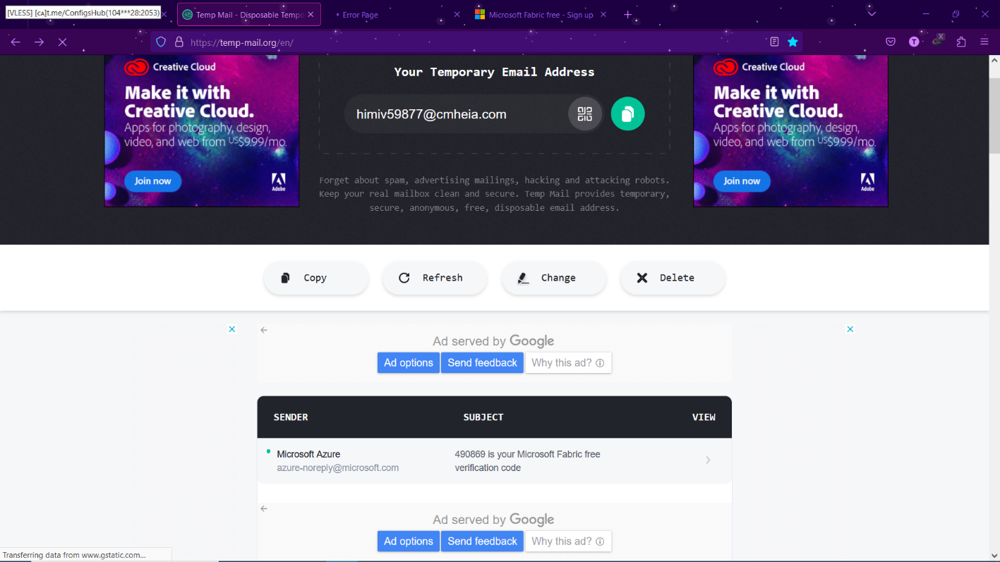 [VLESS] [ᴄᴀ]t.me/ConfigsHub(104***28:2053)
Temp Mail - Disposable Tempo
Error Page
Microsoft Fabric free - Sign up
T
X
https://temp-mail.org/en/
Creative Cloud
Make it with
Creative Cloud.
Apps for photography, design,
video, and web from US$9.99/mo.
Join now
Adobe
Your Temporary Email Address
himiv59877@cmheia.com
Forget about spam, advertising mailings, hacking and attacking robots.
Keep your real mailbox clean and secure. Temp Mail provides temporary,
secure, anonymous, free, disposable email address.
Creative Cloud
Make it with
Creative Cloud.
Apps for photography, design,
video, and web from US$9.99/mo.
Join now
Adobe
Copy
Refresh
Change
Delete
Ad served by Google
Ad options
Send feedback
Why this ad?
SENDER
SUBJECT
VIEW
Microsoft Azure
azure-noreply@microsoft.com
490869 is your Microsoft Fabric free
verification code
Ad served by Google
Ad options
Send feedback
Why this ad?
Transferring data from www.gstatic.com...